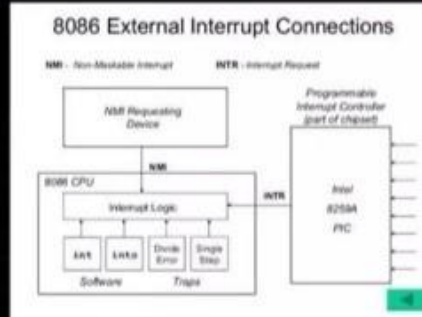 8086 External Interrupt Connections
NMI - Non-Maskable Interrupt
INTR - Interrupt Request
Programmable
Interrupt Controller
(part of chipset)
NMI Requesting
Device
NMI
8086 CPU
Interrupt Logic
int
into
Divide
Error
Single
Step
Software
Traps
INTR
Intel
8259A
PIC